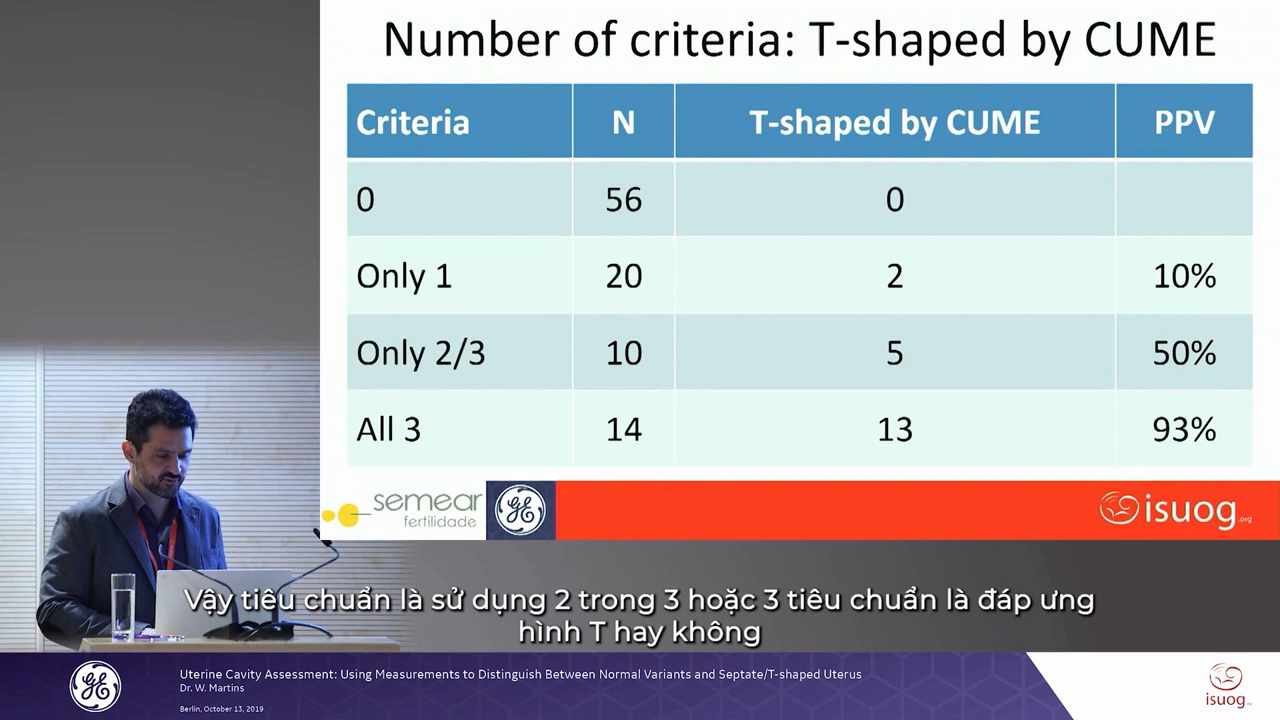 Number of criteria: T-shaped by CUME
Criteria N T-shaped by CUME PPV
0 56 0
Only 1 20 2 10%
Only 2/3 10 5 50%
All 3 14 13 93%
semear
fertilidade
GE
isuog.org
Vậy tiêu chuẩn là sử dụng 2 trong 3 hoặc 3 tiêu chuẩn là đáp ưng
hình T hay không
GE
Uterine Cavity Assessment: Using Measurements to Distinguish Between Normal Variants and Septate/T-shaped Uterus
Dr. W. Martins
Berlin, October 13, 2019
isuog.org